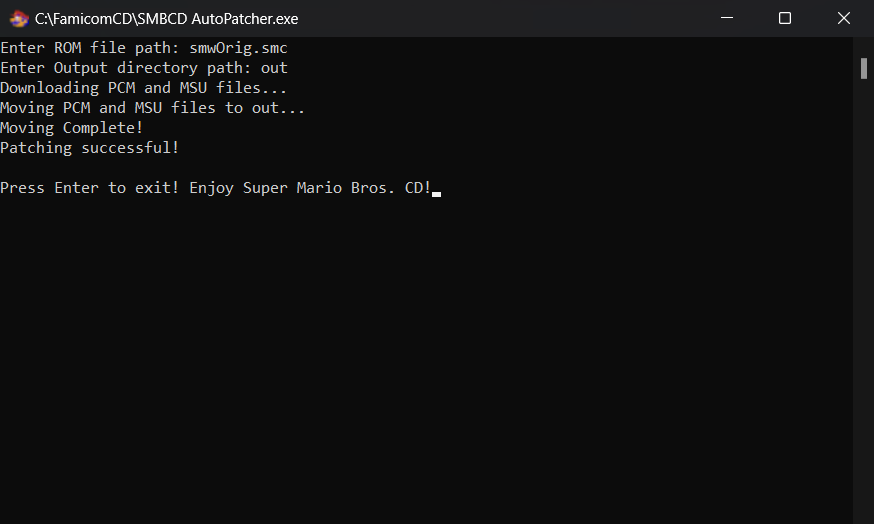 C:\FamicomCD\SMBCD AutoPatcher.exe
Enter ROM file path: smwOrig.smc
Enter Output directory path: out
Downloading PCM and MSU files...
Moving PCM and MSU files to out...
Moving Complete!
Patching successful!
Press Enter to exit! Enjoy Super Mario Bros. CD!